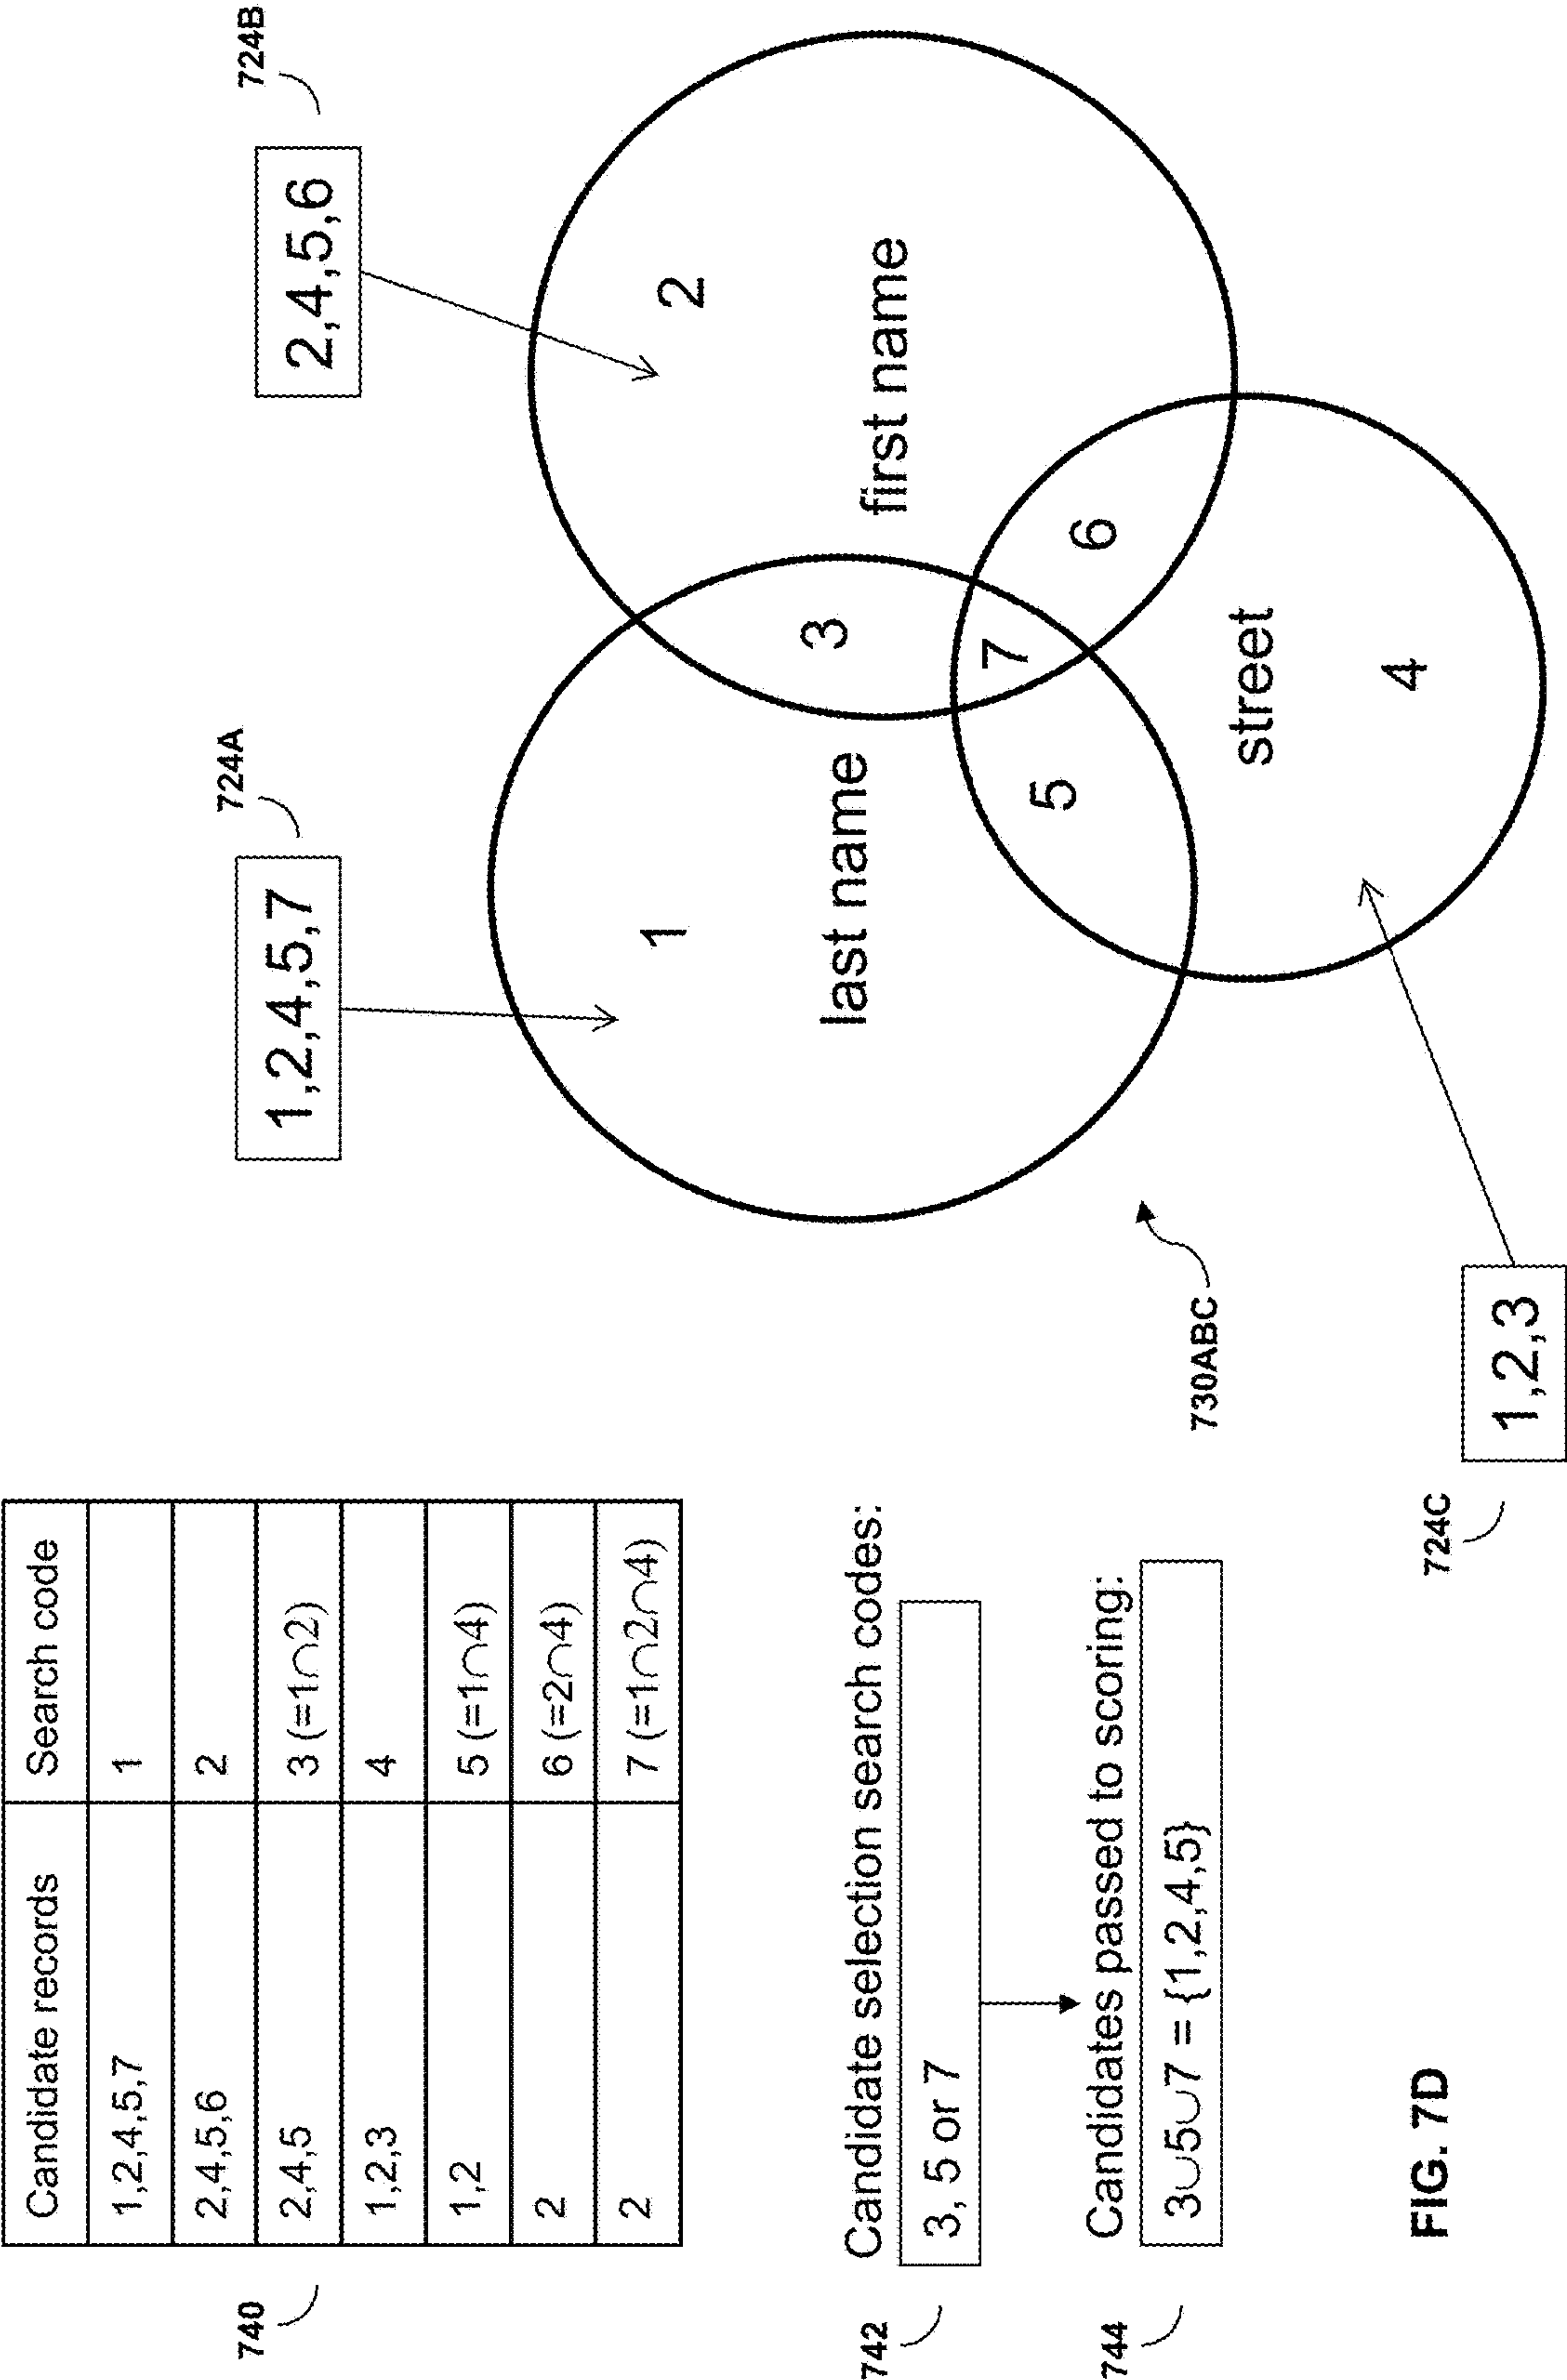 740
Candidate records Search code
1,2,4,5,7 1
2,4,5,6 2
2,4,5 3 (=1∩2)
1,2,3 4
1,2 5 (=1∩4)
2 6 (=2∩4)
2 7 (=1∩2∩4)
742
Candidate selection search codes:
3, 5 or 7
744
Candidates passed to scoring:
3∪5∪7 = {1,2,4,5}
724A
1,2,4,5,7
724B
2,4,5,6
1
2
last name
3
first name
5
7
6
street
4
730ABC
724C
1,2,3
FIG. 7D